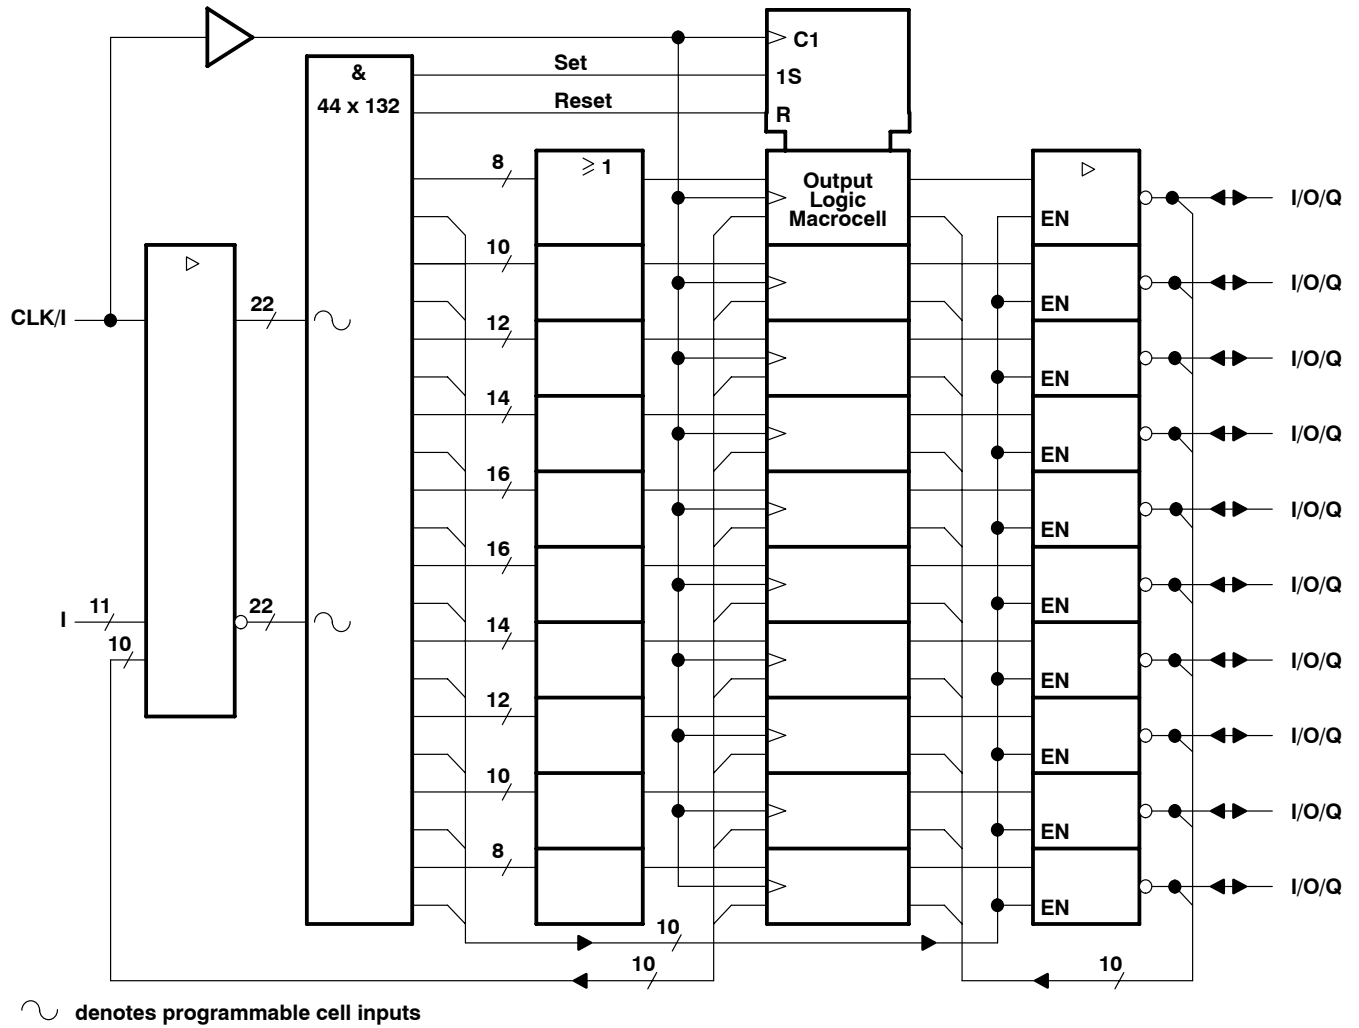 C1
&
Set
1S
44 x 132
Reset
R
8
≥ 1
Output
Logic
Macrocell
I/O/Q
EN
10
I/O/Q
EN
CLK/I
22
12
I/O/Q
EN
14
I/O/Q
EN
16
I/O/Q
EN
16
I/O/Q
EN
I
11
22
10
14
I/O/Q
EN
12
I/O/Q
EN
10
I/O/Q
EN
8
I/O/Q
EN
10
10
10
denotes programmable cell inputs